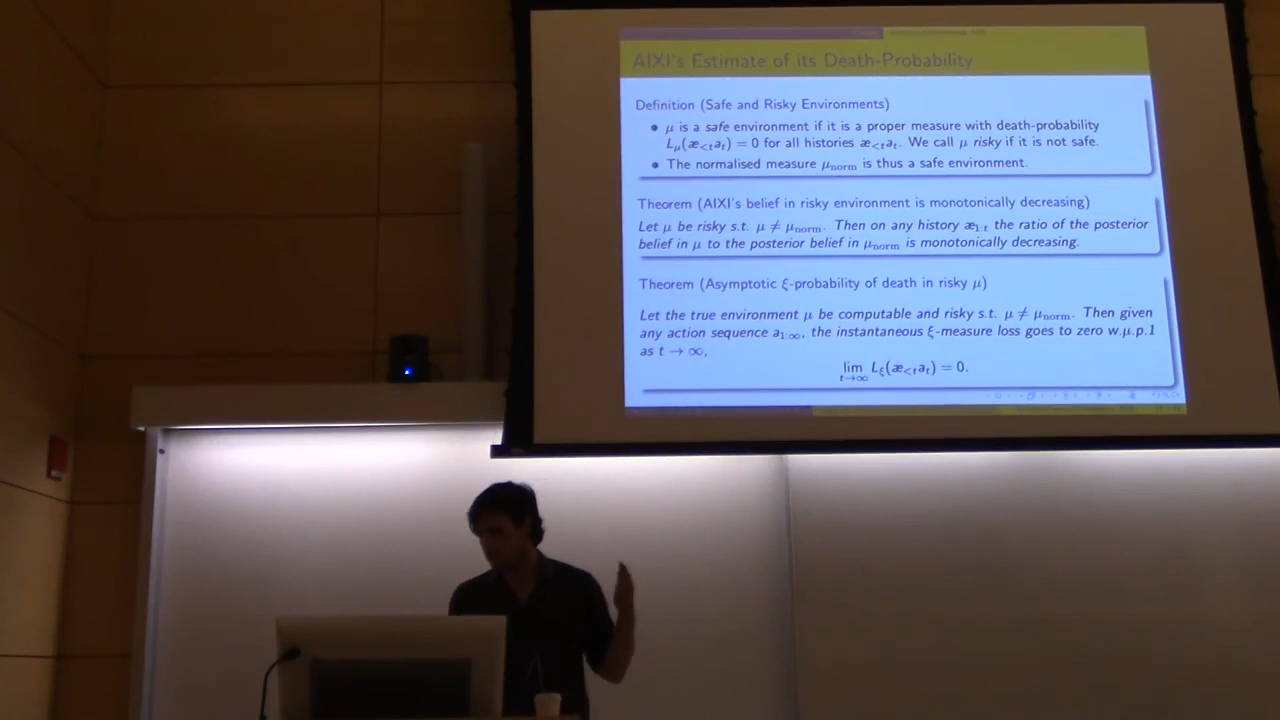 AIXI's Estimate of its Death-Probability
Definition (Safe and Risky Environments)
• μ is a safe environment if it is a proper measure with death-probability
L_μ(æ_{<t}a_t) = 0 for all histories æ_{<t}a_t. We call μ risky if it is not safe.
• The normalised measure μ_norm is thus a safe environment.
Theorem (AIXI's belief in risky environment is monotonically decreasing)
Let μ be risky s.t. μ ≠ μ_norm. Then on any history æ_{1:t} the ratio of the posterior
belief in μ to the posterior belief in μ_norm is monotonically decreasing.
Theorem (Asymptotic ξ-probability of death in risky μ)
Let the true environment μ be computable and risky s.t. μ ≠ μ_norm. Then given
any action sequence a_{1:∞}, the instantaneous ξ-measure loss goes to zero w.μ.p.1
as t → ∞,
lim_{t→∞} L_ξ(æ_{<t}a_t) = 0.